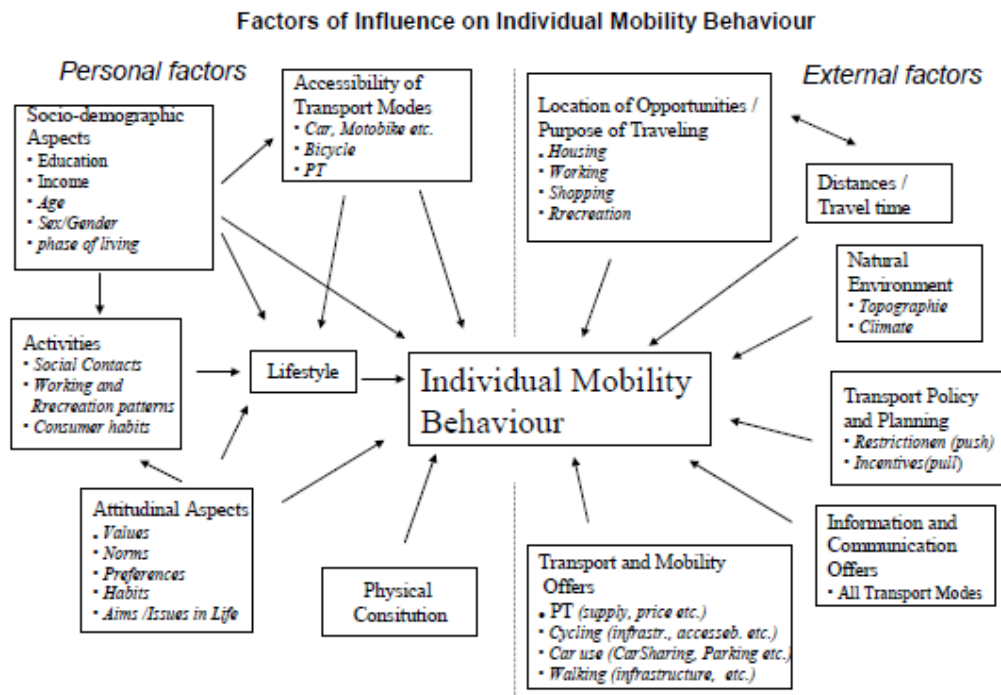 Factors of Influence on Individual Mobility Behaviour
Personal factors
External factors
Socio-demographic
Aspects
• Education
• Income
• Age
• Sex/Gender
• phase of living
Accessibility of
Transport Modes
• Car, Motobike etc.
• Bicycle
• PT
Location of Opportunities /
Purpose of Traveling
• Housing
• Working
• Shopping
• Rrecreation
Distances /
Travel time
Natural
Environment
• Topographie
• Climate
Activities
• Social Contacts
• Working and
Rrecreation patterns
• Consumer habits
Lifestyle
Individual Mobility
Behaviour
Transport Policy
and Planning
• Restrictionen (push)
• Incentives(pull)
Attitudinal Aspects
• Values
• Norms
• Preferences
• Habits
• Aims /Issues in Life
Physical
Consitution
Transport and Mobility
Offers
• PT (supply, price etc.)
• Cycling (infrastr., accesseb. etc.)
• Car use (CarSharing, Parking etc.)
• Walking (infrastructure, etc.)
Information and
Communication
Offers
• All Transport Modes